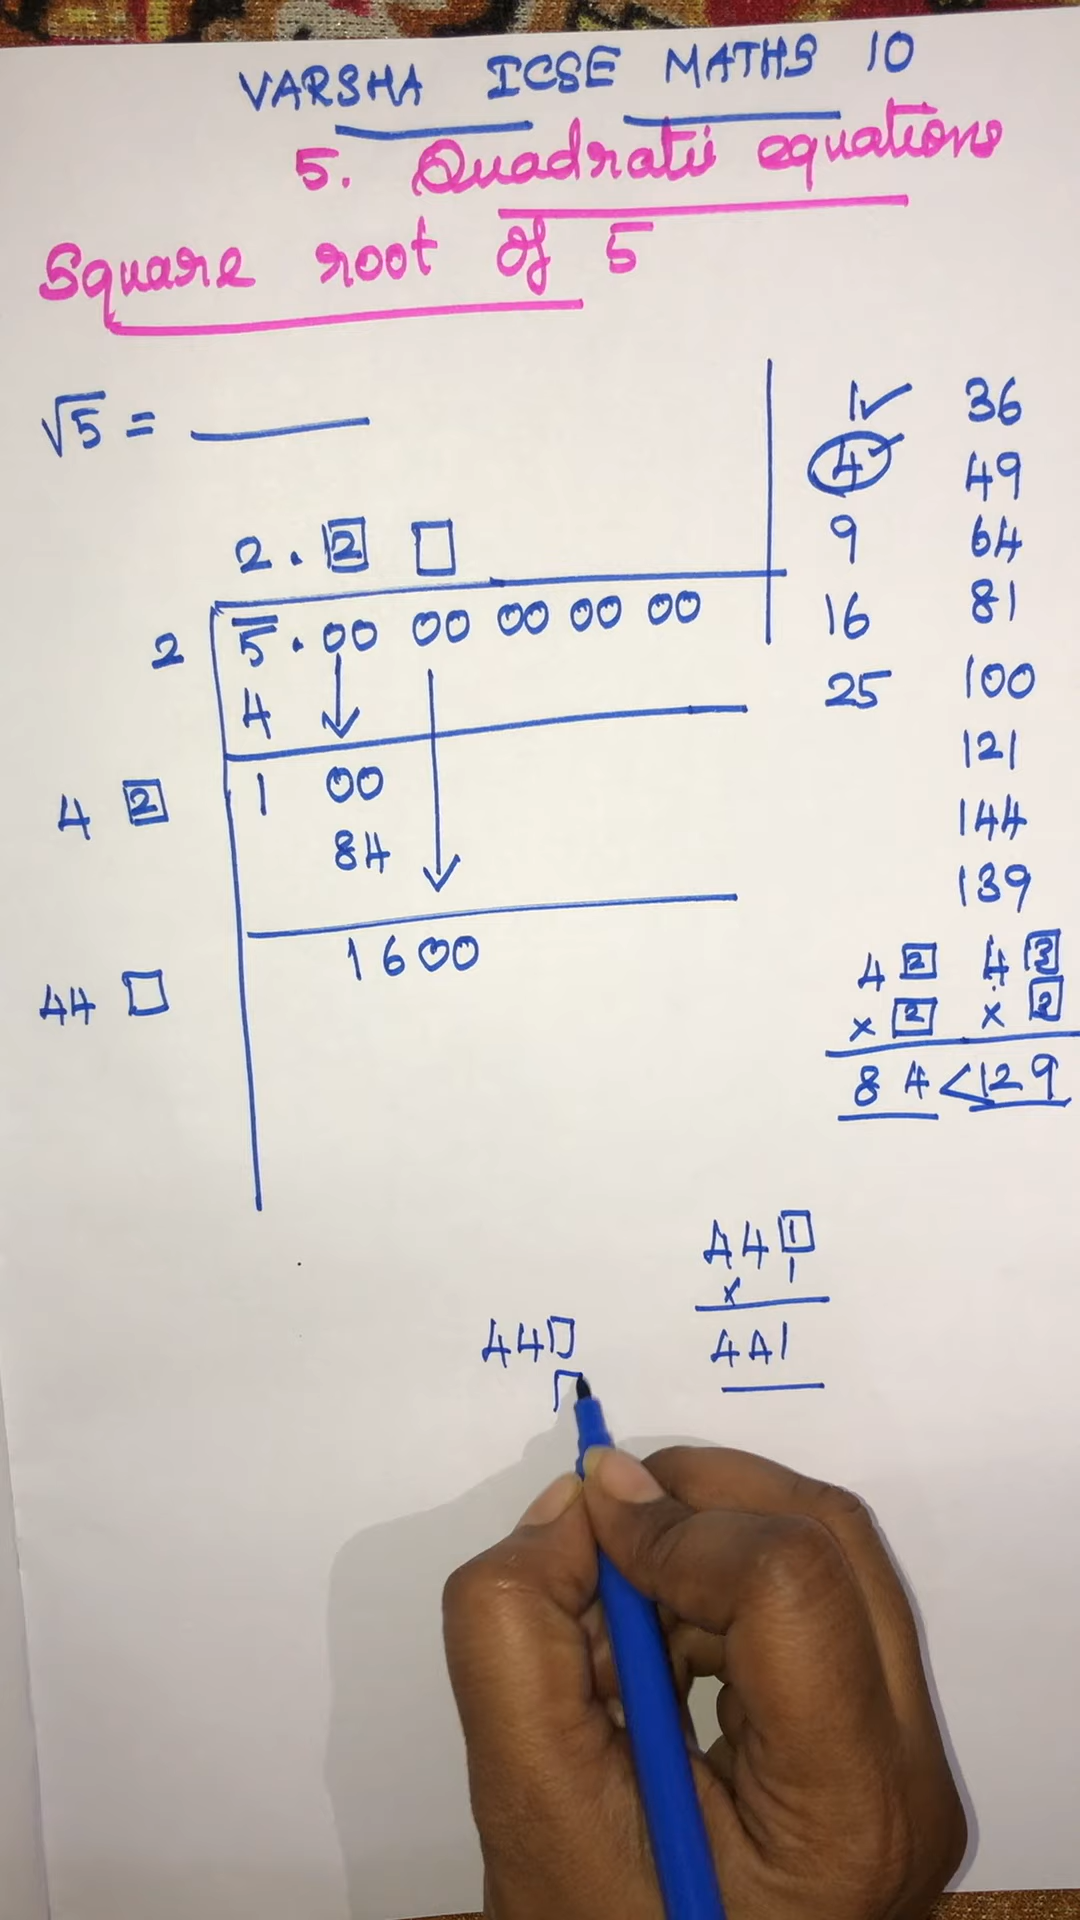 VARSHA ICSE MATHS 10
5. Quadratic equations
Square root of 5
√5 =
2 . 2
2 5 . 00 00 00 00 00
4
4 2 1 00
84
44 1600
1 36
4 49
9 64
16 81
25 100
121
144
139
4 2 4 3
x 2 x 2
84 < 129
44 1
x 1
441
44